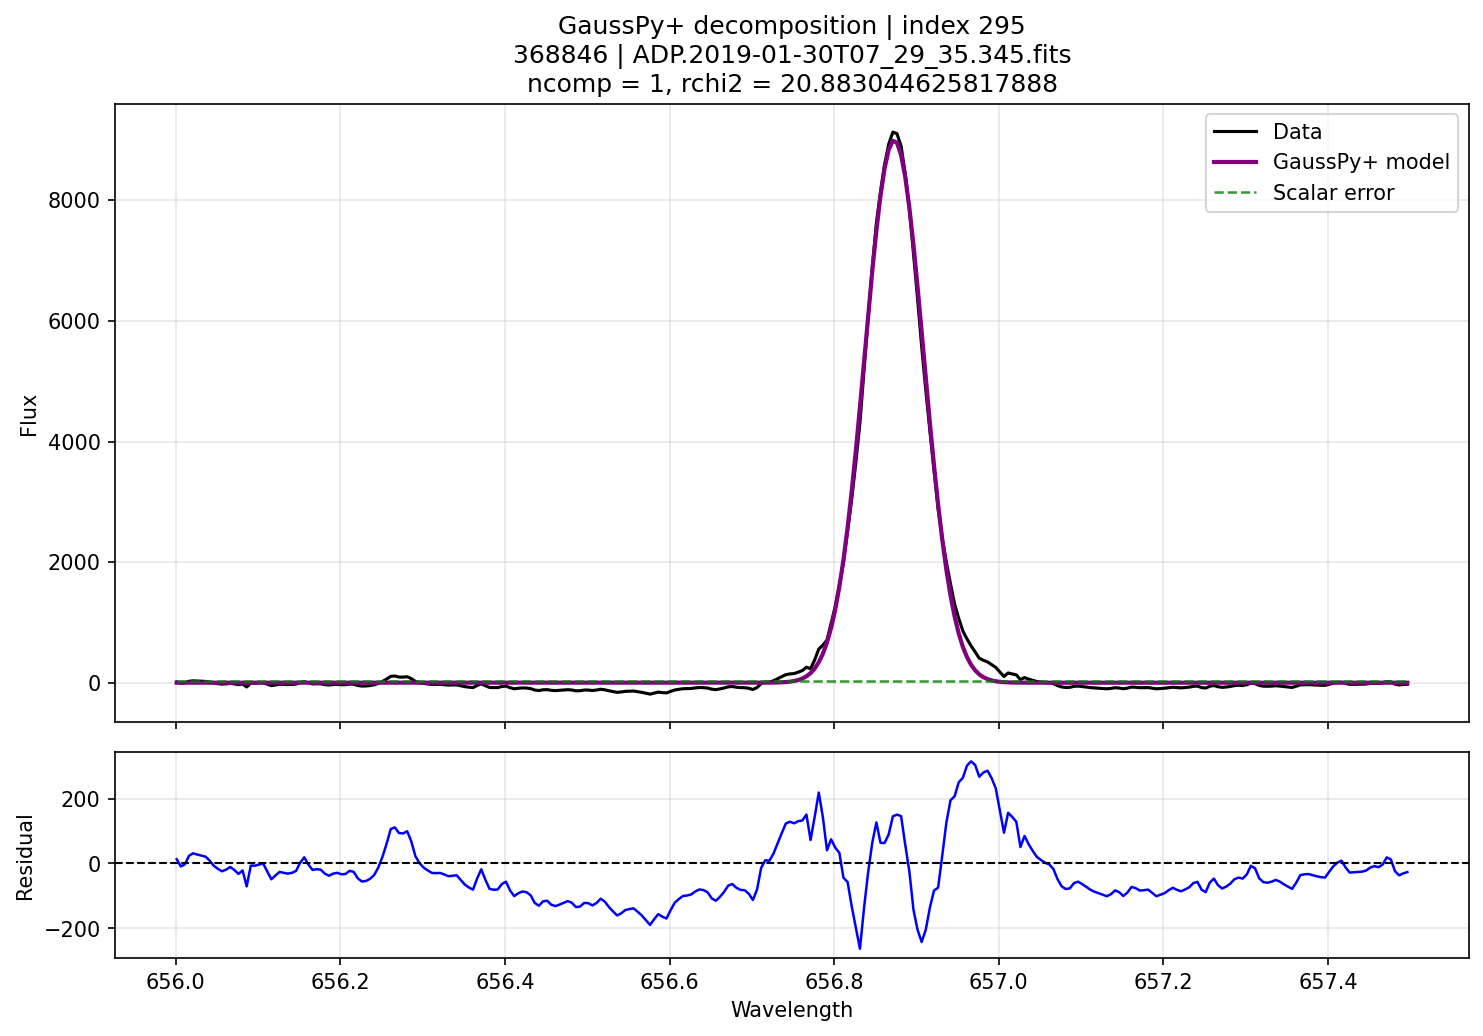 GaussPy+ decomposition | index 295
368846 | ADP.2019-01-30T07_29_35.345.fits
ncomp = 1, rchi2 = 20.883044625817888
Data
GaussPy+ model
Scalar error
Flux
8000
6000
4000
2000
0
Residual
200
0
−200
656.0 656.2 656.4 656.6 656.8 657.0 657.2 657.4
Wavelength